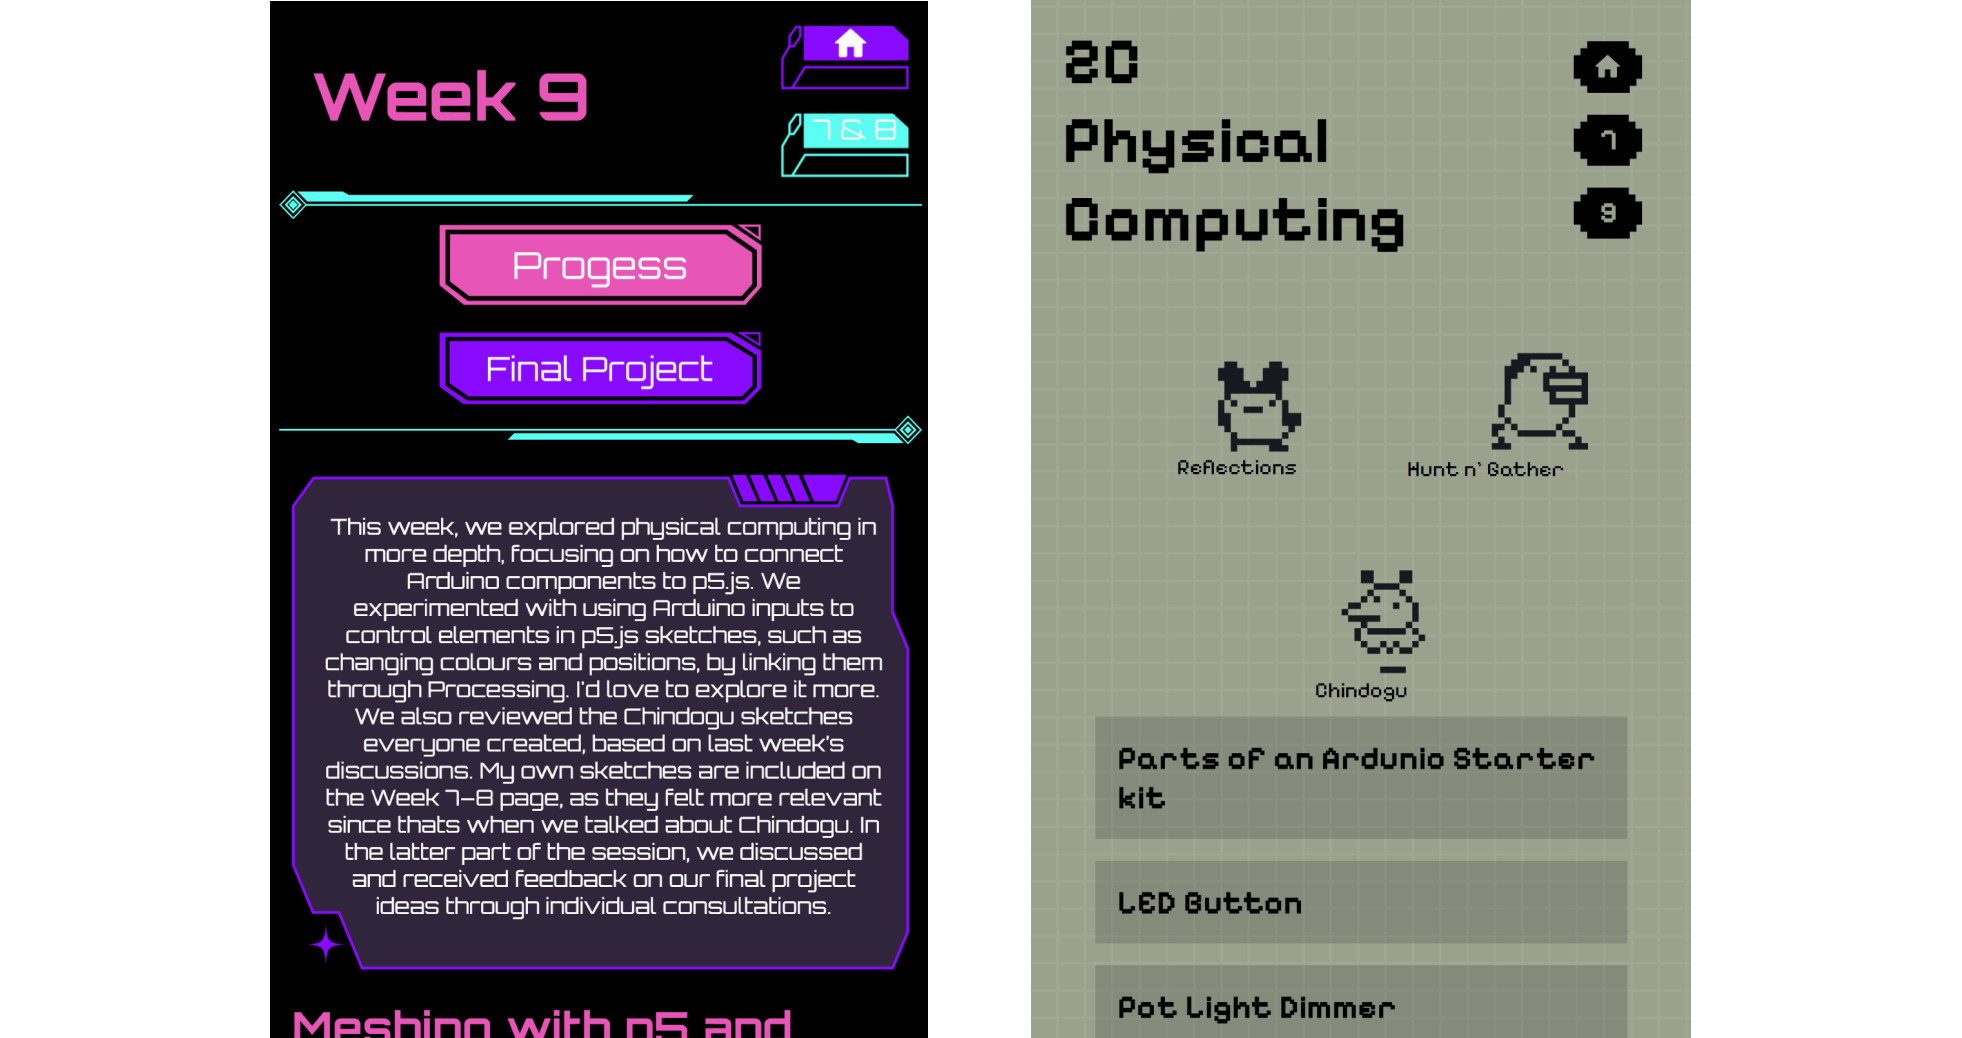 Week 9
7 & 8
Progess
Final Project
This week, we explored physical computing in
more depth, focusing on how to connect
Arduino components to p5.js. We
experimented with using Arduino inputs to
control elements in p5.js sketches, such as
changing colours and positions, by linking them
through Processing. I'd love to explore it more.
We also reviewed the Chindogu sketches
everyone created, based on last week's
discussions. My own sketches are included on
the Week 7–8 page, as they felt more relevant
since thats when we talked about Chindogu. In
the latter part of the session, we discussed
and received feedback on our final project
ideas through individual consultations.
Meshing with p5 and
2C
Physical
Computing
7
9
Reflections
Hunt n' Gather
Chindogu
Parts of an Ardunio Starter
kit
LED Button
Pot Light Dimmer